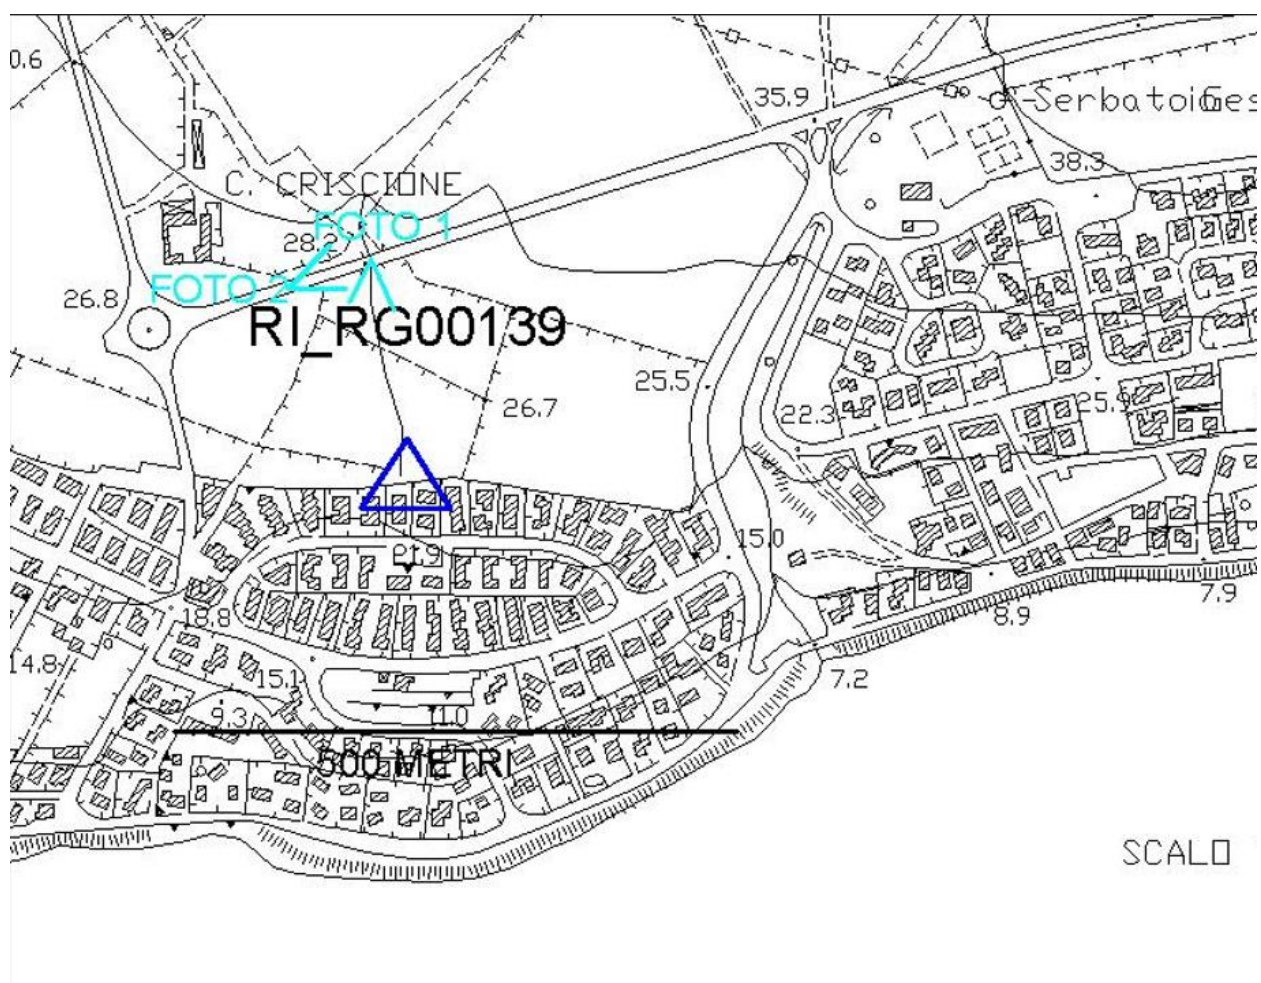 0.6
35.9
Serbatoi
38.3
C. CRISCIONE
FOTO 1
28.2
FOTO 2
26.8
RI_RG00139
25.5
26.7
22.3
25.9
15.0
21.9
7.9
18.8
8.9
14.8
15.1
7.2
9.3
11.0
500 METRI
SCALO